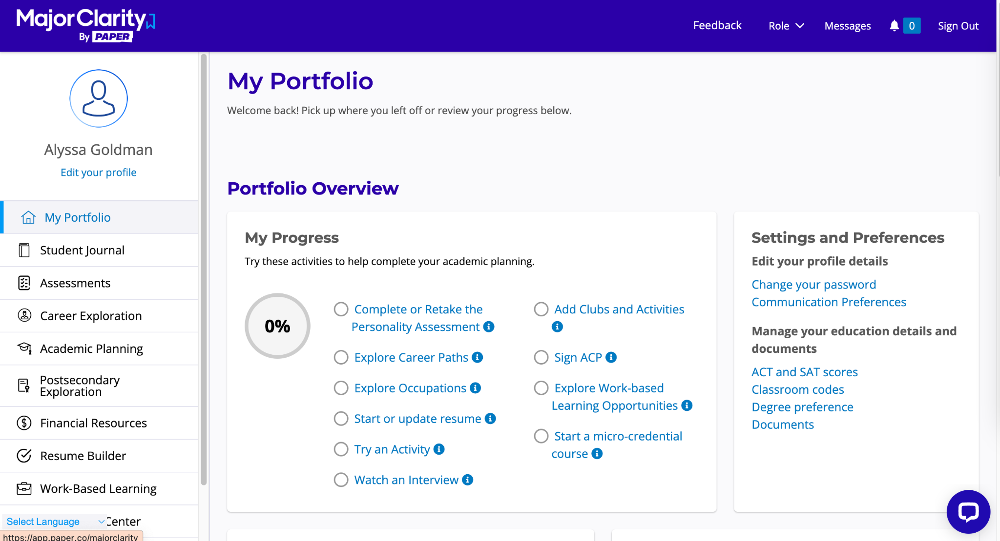 MajorClarity
By PAPER
Feedback
Role
Messages
0
Sign Out
Alyssa Goldman
Edit your profile
My Portfolio
Student Journal
Assessments
Career Exploration
Academic Planning
Postsecondary
Exploration
Financial Resources
Resume Builder
Work-Based Learning
Center
Select Language
https://app.paper.co/majorclarity
My Portfolio
Welcome back! Pick up where you left off or review your progress below.
Portfolio Overview
My Progress
Try these activities to help complete your academic planning.
0%
Complete or Retake the
Personality Assessment
Explore Career Paths
Explore Occupations
Start or update resume
Try an Activity
Watch an Interview
Add Clubs and Activities
Sign ACP
Explore Work-based
Learning Opportunities
Start a micro-credential
course
Settings and Preferences
Edit your profile details
Change your password
Communication Preferences
Manage your education details and
documents
ACT and SAT scores
Classroom codes
Degree preference
Documents